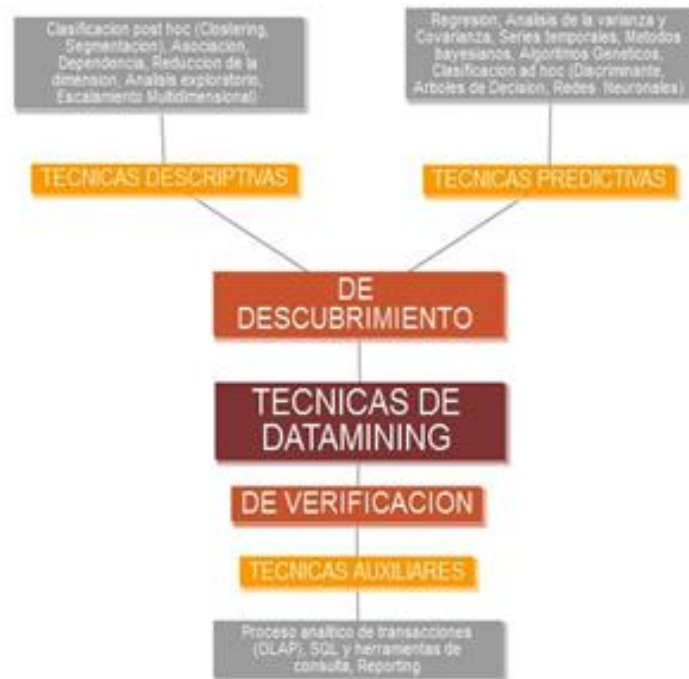 Clasificacion post hoc (Clostering,
Segmentacion), Asociacion,
Dependencia, Reduccion de la
dimension, Analisis exploratorio,
Escalamiento Multidimensional)
Regresion, Analisis de la varianza y
Covarianza, Series temporales, Metodos
bayesianos, Algoritmos Geneticos,
Clasificacion ad hoc (Discriminante,
Arboles de Decision, Redes Neuronales)
TECNICAS DESCRIPTIVAS
TECNICAS PREDICTIVAS
DE
DESCUBRIMIENTO
TECNICAS DE
DATAMINING
DE VERIFICACION
TECNICAS AUXILIARES
Proceso analitico de transacciones
(OLAP), SQL y herramientas de
consulta, Reporting